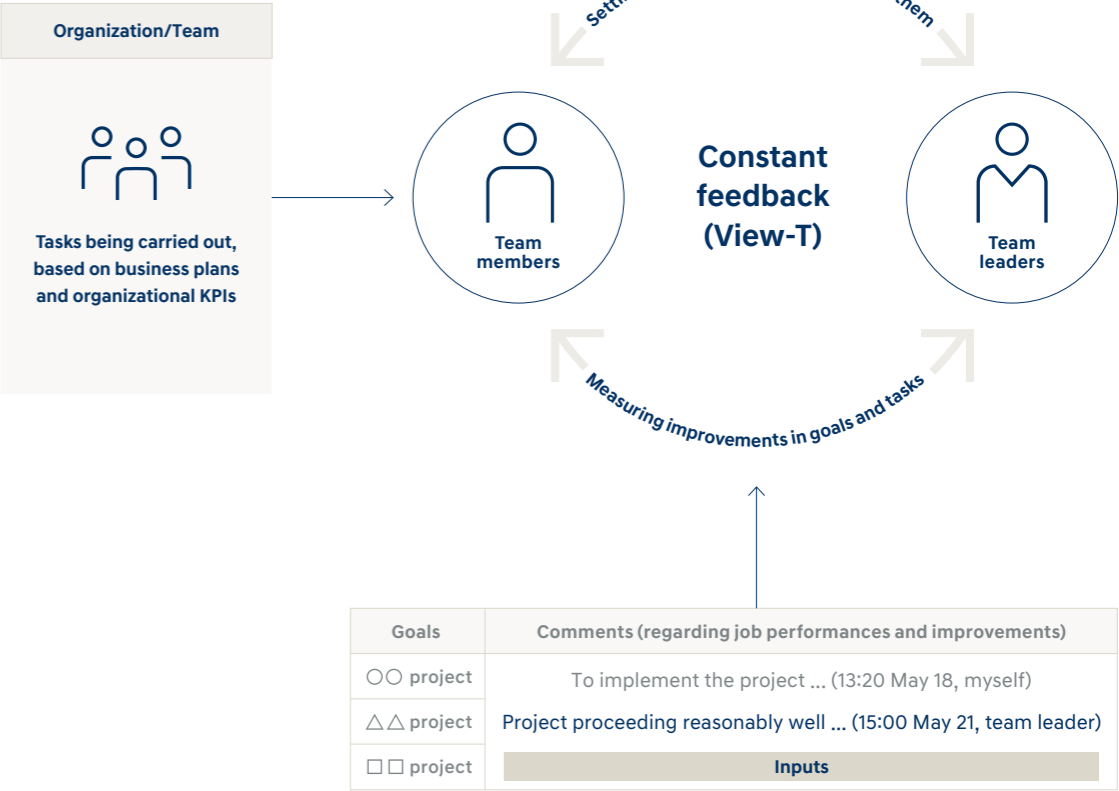 Organization/Team
them
Constant
feedback
(View-T)
Team
members
Team
leaders
Tasks being carried out,
based on business plans
and organizational KPIs
Measuring improvements in goals and tasks
Goals
Comments (regarding job performances and improvements)
○○ project
To implement the project ... (13:20 May 18, myself)
△△ project
Project proceeding reasonably well ... (15:00 May 21, team leader)
□□ project
Inputs